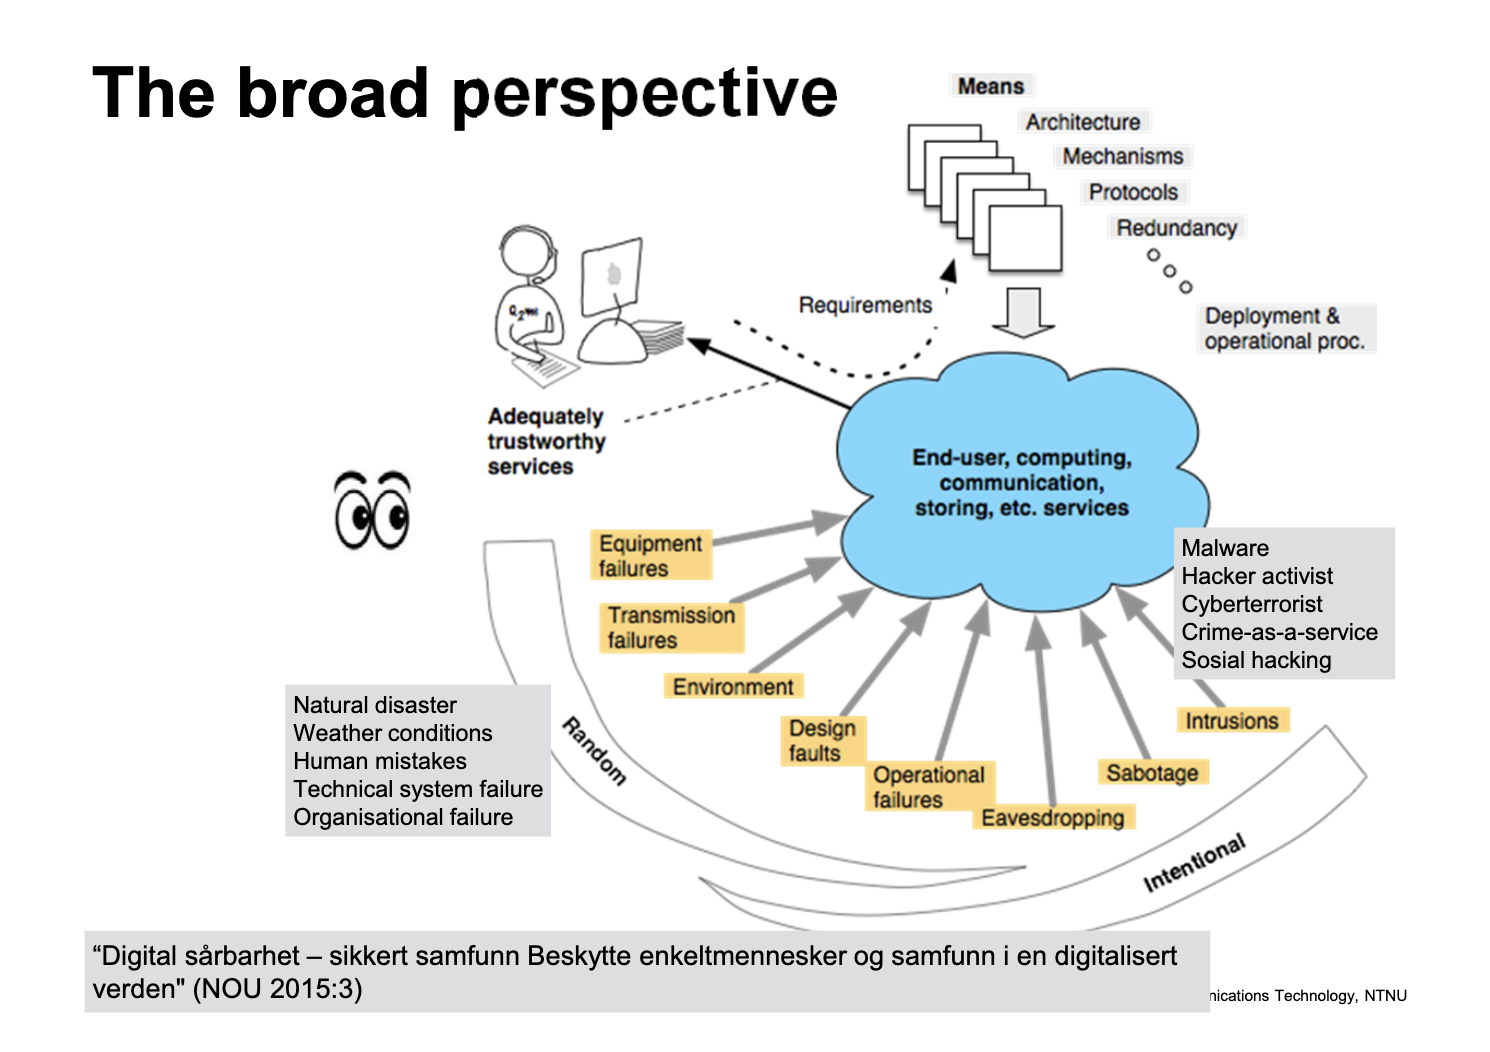 The broad perspective
Means
Architecture
Mechanisms
Protocols
Redundancy
Deployment &
operational proc.
Requirements
Adequately
trustworthy
services
End-user, computing,
communication,
storing, etc. services
Equipment
failures
Transmission
failures
Environment
Design
faults
Operational
failures
Eavesdropping
Sabotage
Intrusions
Malware
Hacker activist
Cyberterrorist
Crime-as-a-service
Sosial hacking
Natural disaster
Weather conditions
Human mistakes
Technical system failure
Organisational failure
Random
Intentional
“Digital sårbarhet – sikkert samfunn Beskytte enkeltmennesker og samfunn i en digitalisert
verden" (NOU 2015:3)
Technology, NTNU